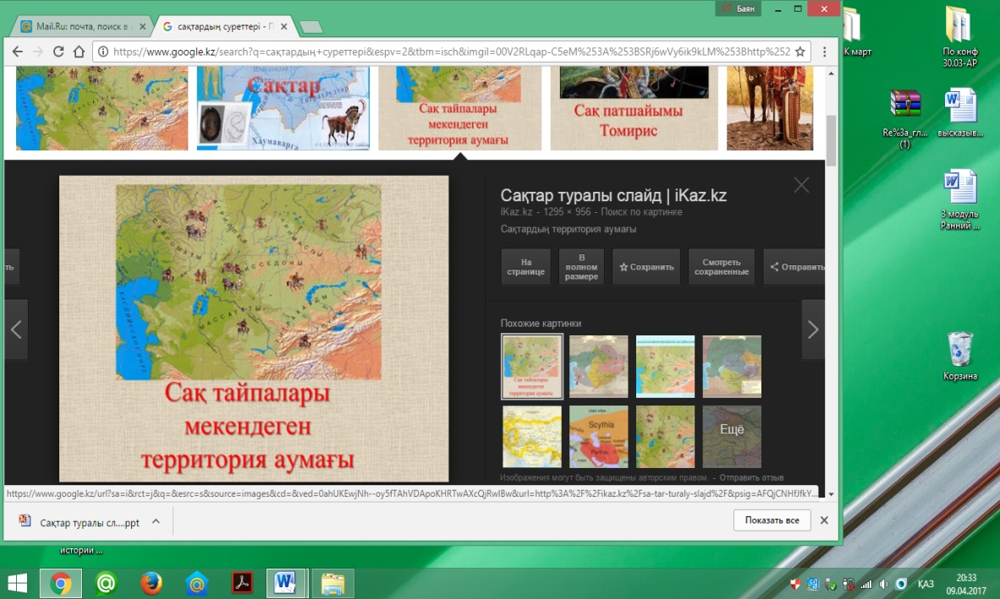 Баян
Mail.Ru: почта, поиск в
сақтардың суреттері - П
https://www.google.kz/search?q=сақтардың+суреттері&espv=2&tbm=isch&imgil=00V2RLqap-C5eM%253A%253BSRj6wVy6ik9kLM%253Bhttp%252
Сақтар
Хаумаварга
Сақ тайпалары
мекендеген
территория аумағы
Сақ патшайымы
Томирис
Сақ тайпалары
мекендеген
территория аумағы
МАССАГЕТЫ
ИССЕДОНЫ
Сақтар туралы слайд | iKaz.kz
iKaz.kz - 1295 × 956 - Поиск по картинке
Сақтардың территория аумағы
ть
На
странице
В
полном
размере
Сохранить
Смотреть
сохраненные
Отправить
Похожие картинки
Сақ тайпалары
мекендеген
территория аумағы
Scythia
Parthia
Ещё
Изображения могут быть защищены авторским правом. - Отправить отзыв
https://www.google.kz/url?sa=i&rct=j&q=&esrc=s&source=images&cd=&ved=0ahUKEwjNh--oy5fTAhVDApoKHRTwAXcQjRwIBw&url=http%3A%2F%2Fikaz.kz%2Fsa-tar-turaly-slajd%2F&psig=AFQjCNHfJfkY...
Сақтар туралы сл....ppt
Показать все
К март
По конф
30.03-АР
Re%3a_гл...
(1)
высказыв...
3 модуль
Ранний ...
Корзина
истории ...
ҚАЗ
20:33
09.04.2017